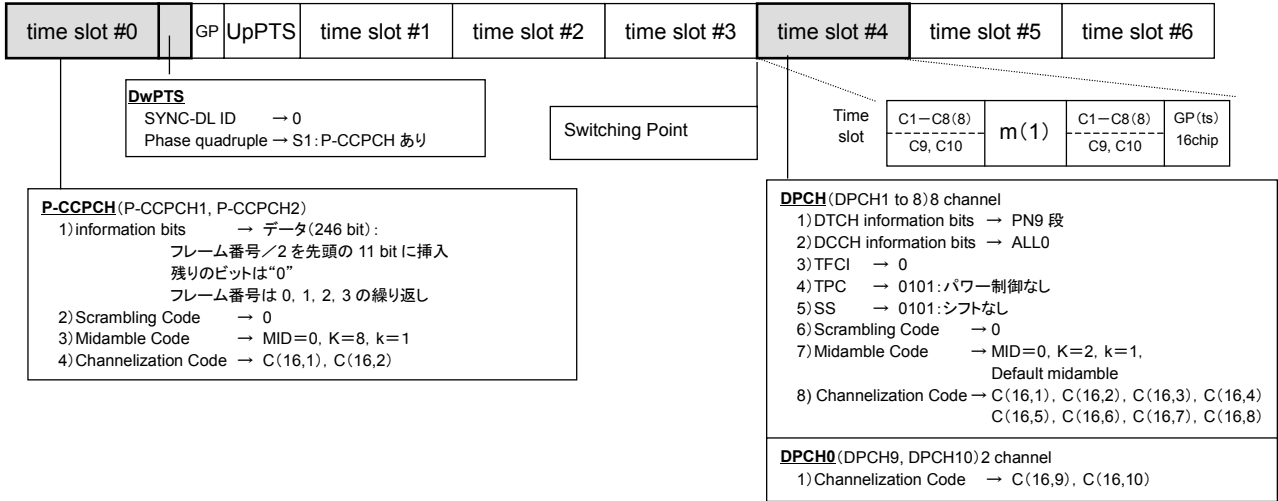 time slot #0 GP UpPTS time slot #1 time slot #2 time slot #3 time slot #4 time slot #5 time slot #6
DwPTS
SYNC-DL ID → 0
Phase quadruple → S1:P-CCPCH あり
Switching Point
Time slot
C1-C8(8)
C9, C10
m(1)
C1-C8(8)
C9, C10
GP(ts)
16chip
P-CCPCH(P-CCPCH1, P-CCPCH2)
1)information bits → データ(246 bit):
フレーム番号/2 を先頭の 11 bit に挿入
残りのビットは“0”
フレーム番号は 0, 1, 2, 3 の繰り返し
2)Scrambling Code → 0
3)Midamble Code → MID=0, K=8, k=1
4)Channelization Code → C(16,1), C(16,2)
DPCH(DPCH1 to 8)8 channel
1)DTCH information bits → PN9 段
2)DCCH information bits → ALL0
3)TFCI → 0
4)TPC → 0101:パワー制御なし
5)SS → 0101:シフトなし
6)Scrambling Code → 0
7)Midamble Code → MID=0, K=2, k=1,
Default midamble
8) Channelization Code → C(16,1), C(16,2), C(16,3), C(16,4)
C(16,5), C(16,6), C(16,7), C(16,8)
DPCH0(DPCH9, DPCH10)2 channel
1)Channelization Code → C(16,9), C(16,10)